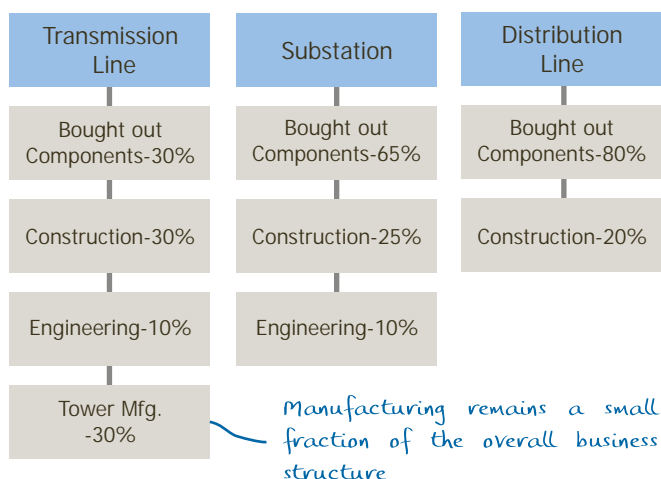 Transmission
Line
Bought out
Components-30%
Construction-30%
Engineering-10%
Tower Mfg.
-30%
Substation
Bought out
Components-65%
Construction-25%
Engineering-10%
Distribution
Line
Bought out
Components-80%
Construction-20%
Manufacturing remains a small
fraction of the overall business
structure